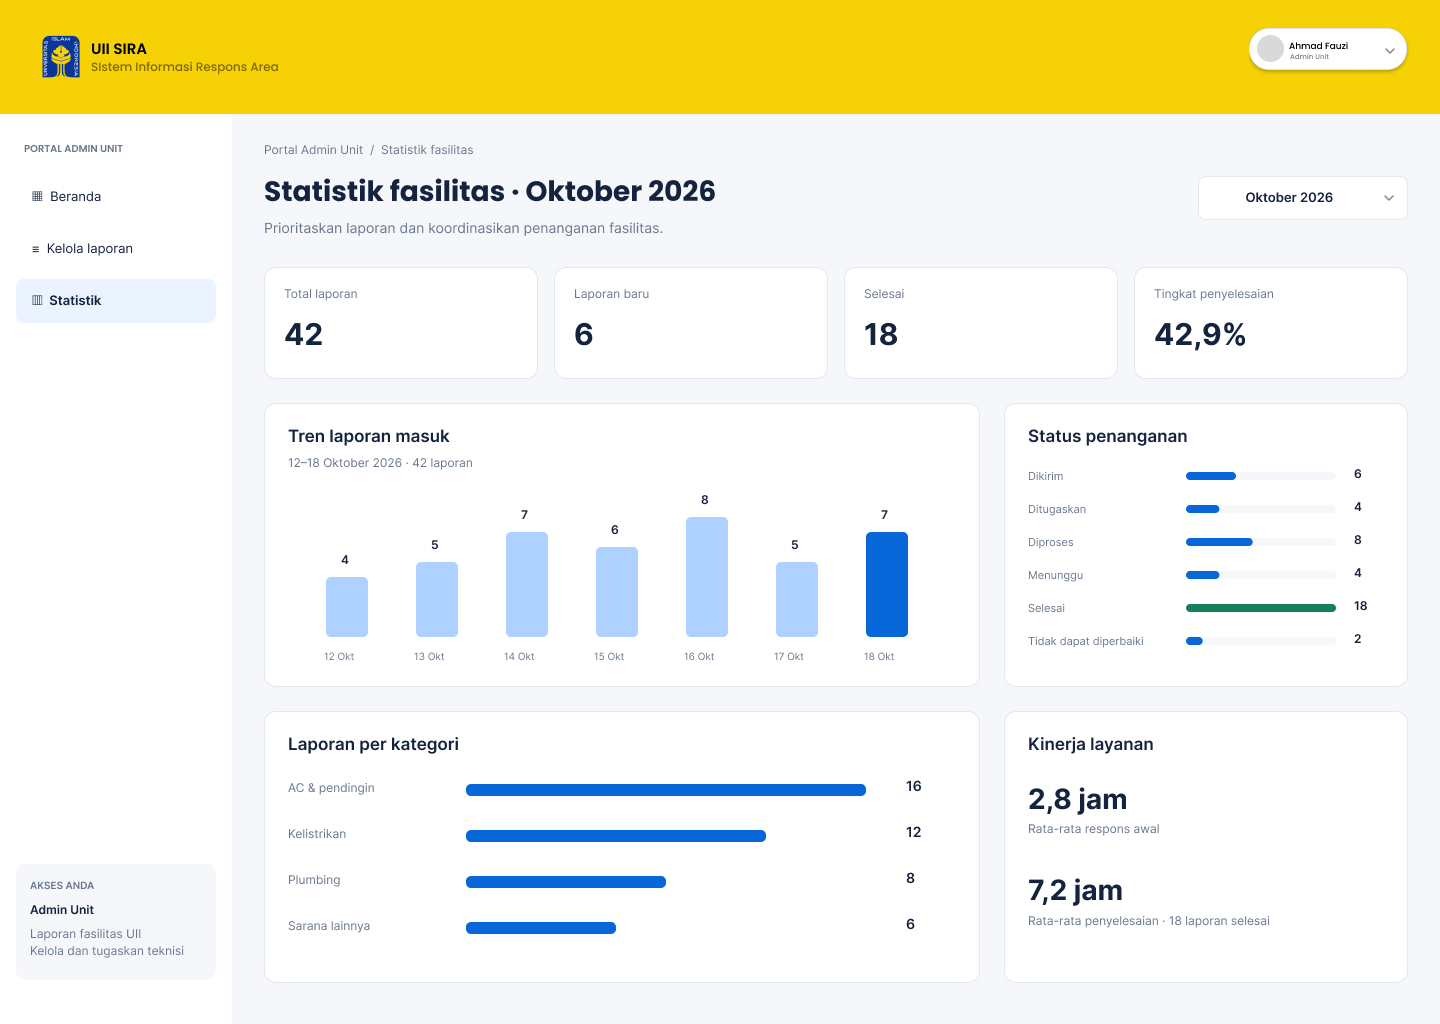 UNIVERSITAS
ISLAM
INDONESIA
UII SIRA
SIstem Informasi Respons Area
Ahmad Fauzi
Admin Unit
PORTAL ADMIN UNIT
Beranda
Kelola laporan
Statistik
AKSES ANDA
Admin Unit
Laporan fasilitas UII
Kelola dan tugaskan teknisi
Portal Admin Unit / Statistik fasilitas
Statistik fasilitas · Oktober 2026
Prioritaskan laporan dan koordinasikan penanganan fasilitas.
Oktober 2026
Total laporan
42
Laporan baru
6
Selesai
18
Tingkat penyelesaian
42,9%
Tren laporan masuk
12–18 Oktober 2026 · 42 laporan
4
5
7
6
8
5
7
12 Okt
13 Okt
14 Okt
15 Okt
16 Okt
17 Okt
18 Okt
Status penanganan
Dikirim 6
Ditugaskan 4
Diproses 8
Menunggu 4
Selesai 18
Tidak dapat diperbaiki 2
Laporan per kategori
AC & pendingin 16
Kelistrikan 12
Plumbing 8
Sarana lainnya 6
Kinerja layanan
2,8 jam
Rata-rata respons awal
7,2 jam
Rata-rata penyelesaian · 18 laporan selesai